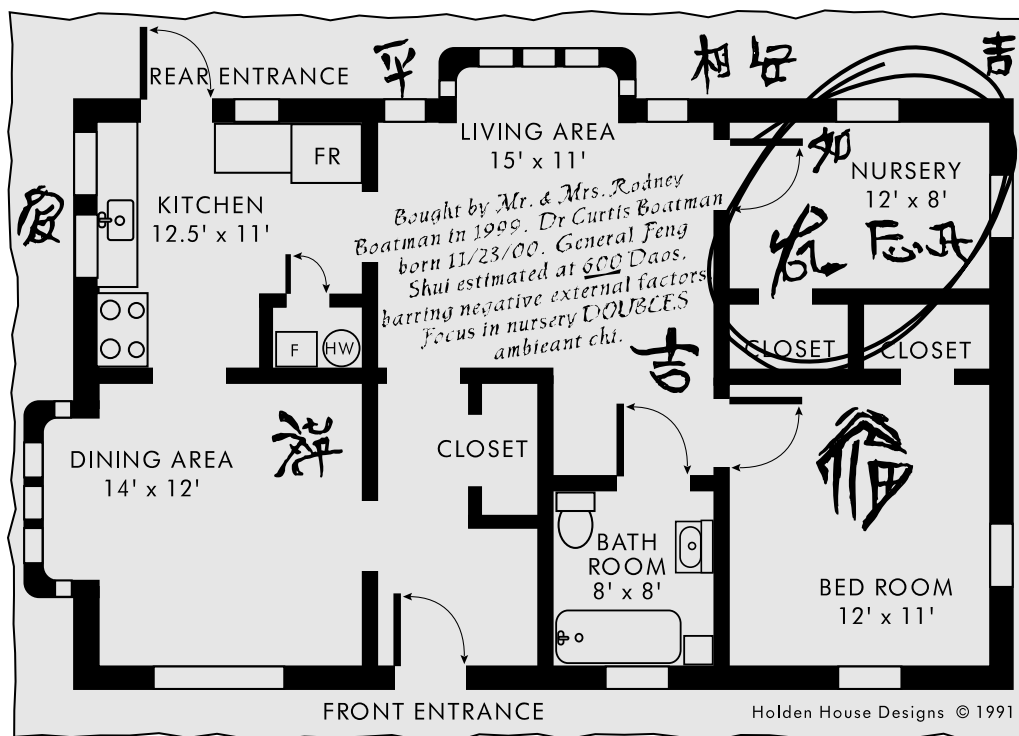 平
相
吉
REAR ENTRANCE
LIVING AREA
15' x 11'
FR
如
NURSERY
12' x 8'
KITCHEN
12.5' x 11'
Bought by Mr. & Mrs. Rodney
Boatman in 1999. Dr Curtis Boatman
born 11/23/00. General Feng
Shui estimated at 600 Daos,
barring negative external factors
Focus in nursery DOUBLES
ambieant chi.
F
HW
吉
CLOSET
CLOSET
DINING AREA
14' x 12'
CLOSET
BATH
ROOM
8' x 8'
BED ROOM
12' x 11'
FRONT ENTRANCE
Holden House Designs © 1991